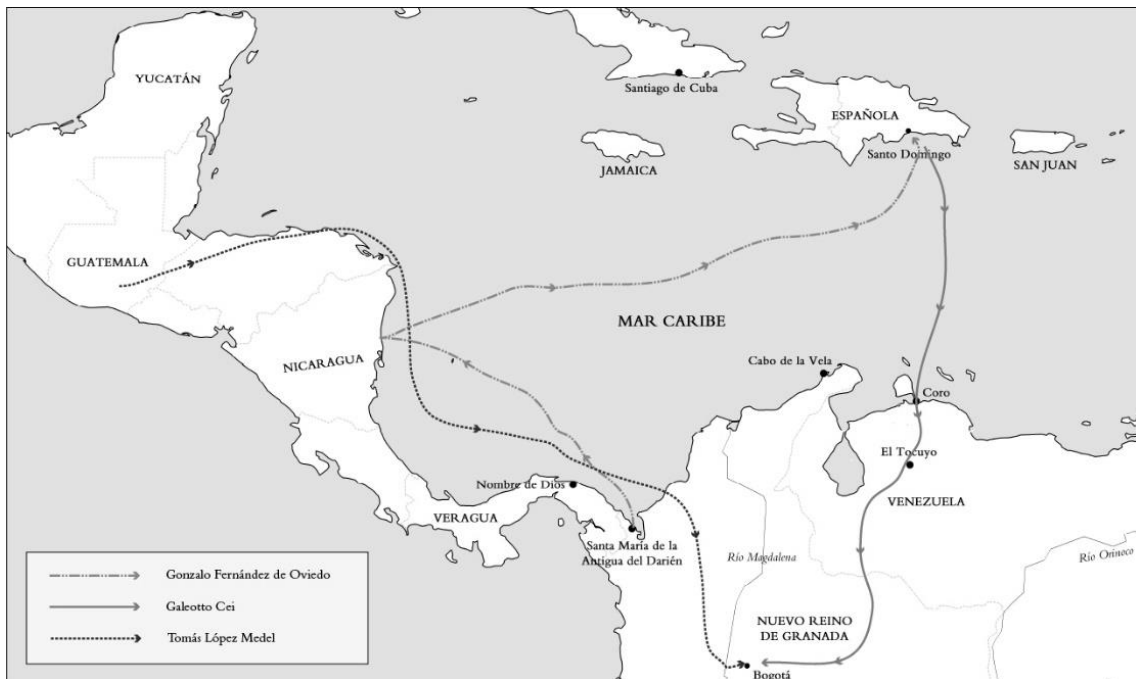 YUCATÁN
Santiago de Cuba
ESPAÑOLA
Santo Domingo
JAMAICA
SAN JUAN
GUATEMALA
MAR CARIBE
NICARAGUA
Cabo de la Vela
Coro
El Tocuyo
VENEZUELA
Nombre de Dios
VERAGUA
Santa María de la
Antigua del Darién
Río Magdalena
Río Orinoco
Gonzalo Fernández de Oviedo
Galeotto Cei
Tomás López Medel
NUEVO REINO
DE GRANADA
Bogotá